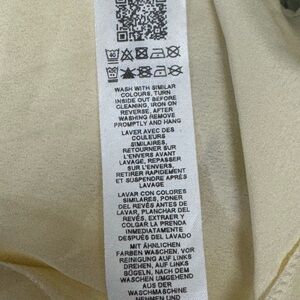 WASH WITH SIMILAR
COLOURS, TURN
INSIDE OUT BEFORE
CLEANING, IRON ON
REVERSE, AFTER
WASHING REMOVE
PROMPTLY AND HANG
LAVER AVEC DES
COULEURS
SIMILAIRES,
RETOURNER SUR
L'ENVERS AVANT
LAVAGE, REPASSER
SUR L'ENVERS,
RETIRER RAPIDEMENT
ET SUSPENDRE APRÈS
LAVAGE
LAVAR CON COLORES
SIMILARES, PONER
DEL REVÉS ANTES DE
LAVAR, PLANCHAR DEL
REVÉS, EXTRAER Y
COLGAR LA PRENDA
INMEDIATAMENTE
DESPUÉS DEL LAVADO
MIT ÄHNLICHEN
FARBEN WASCHEN, VOR
REINIGUNG AUF LINKS
DREHEN, AUF LINKS
BÜGELN, NACH DEM
WASCHEN UMGEHEND
AUS DER
WASCHMASCHINE
NEHMEN UND